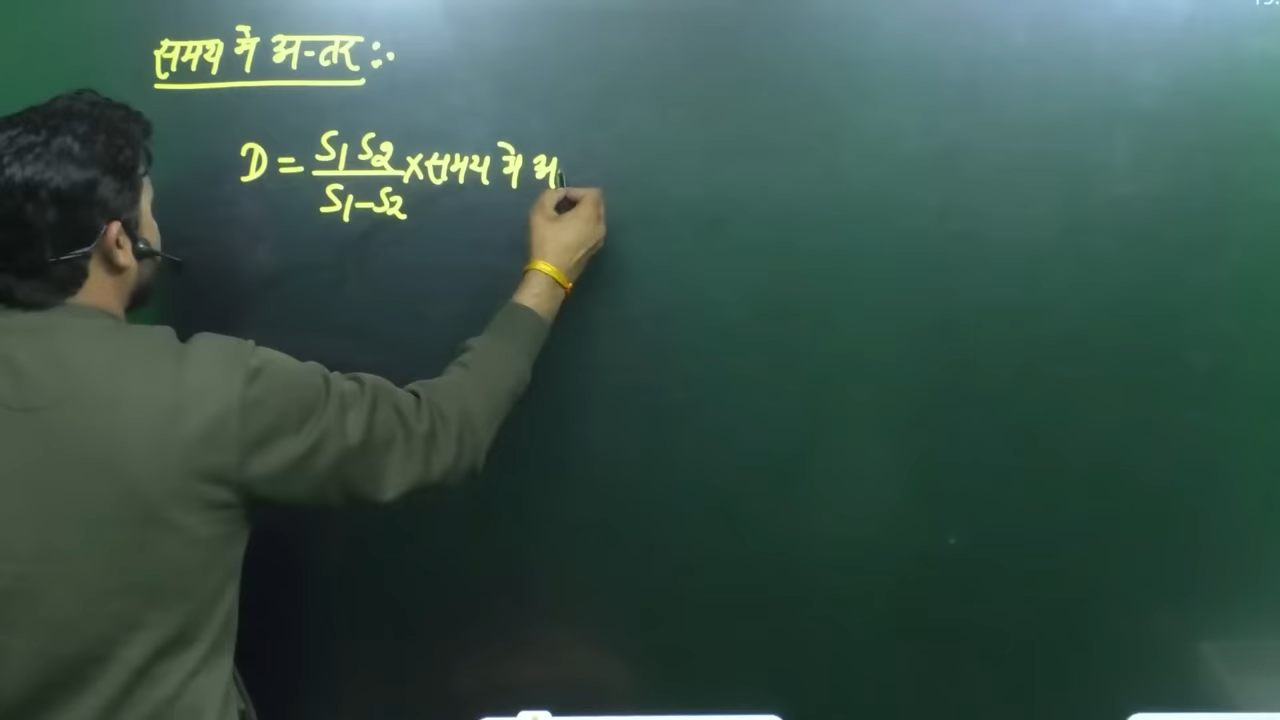 समय में अन्तर :-
D = S₁ S₂ / S₁-S₂ × समय में अ